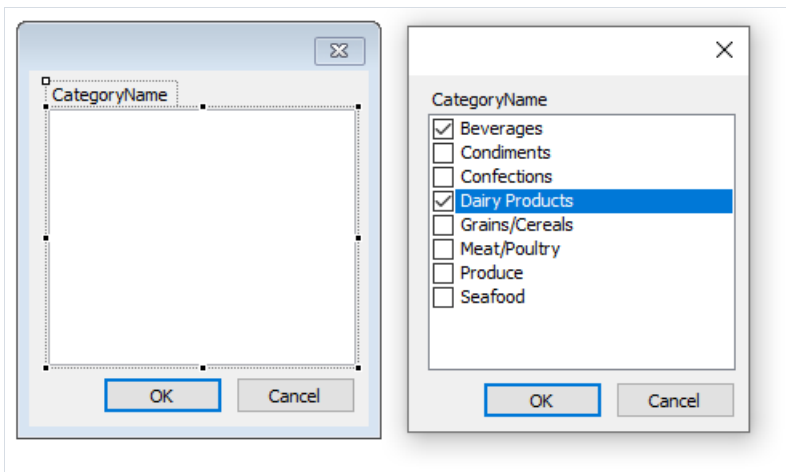 CategoryName
OK
Cancel
CategoryName
Beverages
Condiments
Confections
Dairy Products
Grains/Cereals
Meat/Poultry
Produce
Seafood
OK
Cancel